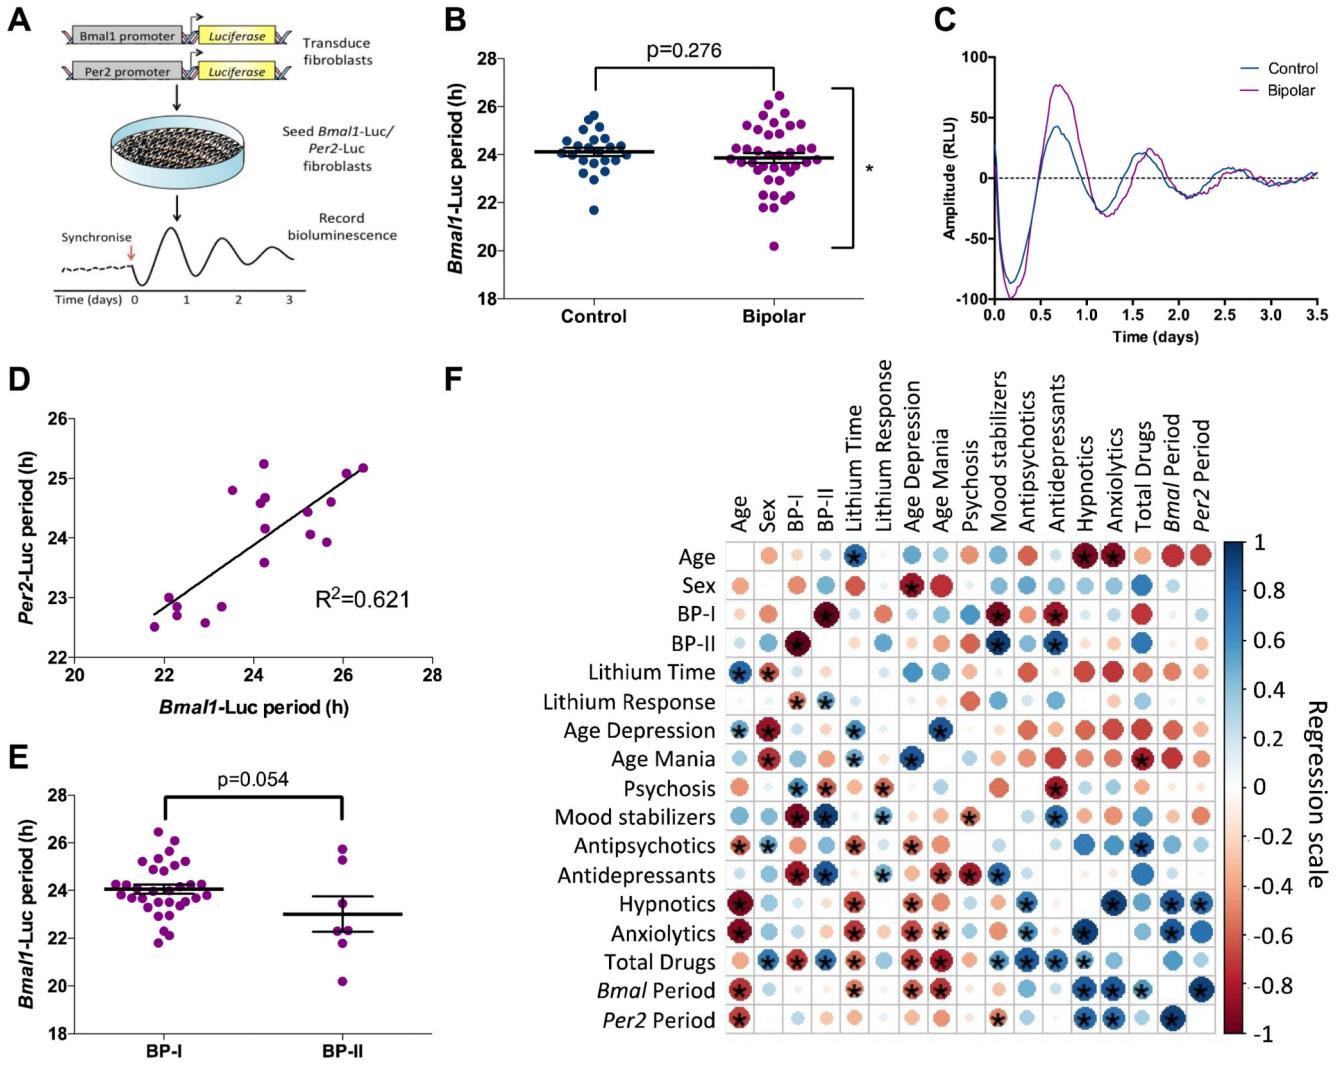 A
Bmal1 promoter
Luciferase
Per2 promoter
Luciferase
Transduce
fibroblasts
Seed Bmal1-Luc/
Per2-Luc
fibroblasts
Record
bioluminescence
Synchronise
Time (days) 0 1 2 3
B
p=0.276
28
26
24
22
20
18
Bmal1-Luc period (h)
*
Control
Bipolar
C
100
50
0
-50
-100
Amplitude (RLU)
Control
Bipolar
0.0 0.5 1.0 1.5 2.0 2.5 3.0 3.5
Time (days)
D
26
25
24
23
22
Per2-Luc period (h)
R2=0.621
20 22 24 26 28
Bmal1-Luc period (h)
E
p=0.054
28
26
24
22
20
18
Bmal1-Luc period (h)
BP-I
BP-II
F
Age
Sex
BP-I
BP-II
Lithium Time
Lithium Response
Age Depression
Age Mania
Psychosis
Mood stabilizers
Antipsychotics
Antidepressants
Hypnotics
Anxiolytics
Total Drugs
Bmal Period
Per2 Period
Age
Sex
BP-I
BP-II
Lithium Time
Lithium Response
Age Depression
Age Mania
Psychosis
Mood stabilizers
Antipsychotics
Antidepressants
Hypnotics
Anxiolytics
Total Drugs
Bmal Period
Per2 Period
1
0.8
0.6
0.4
0.2
0
-0.2
-0.4
-0.6
-0.8
-1
Regression scale